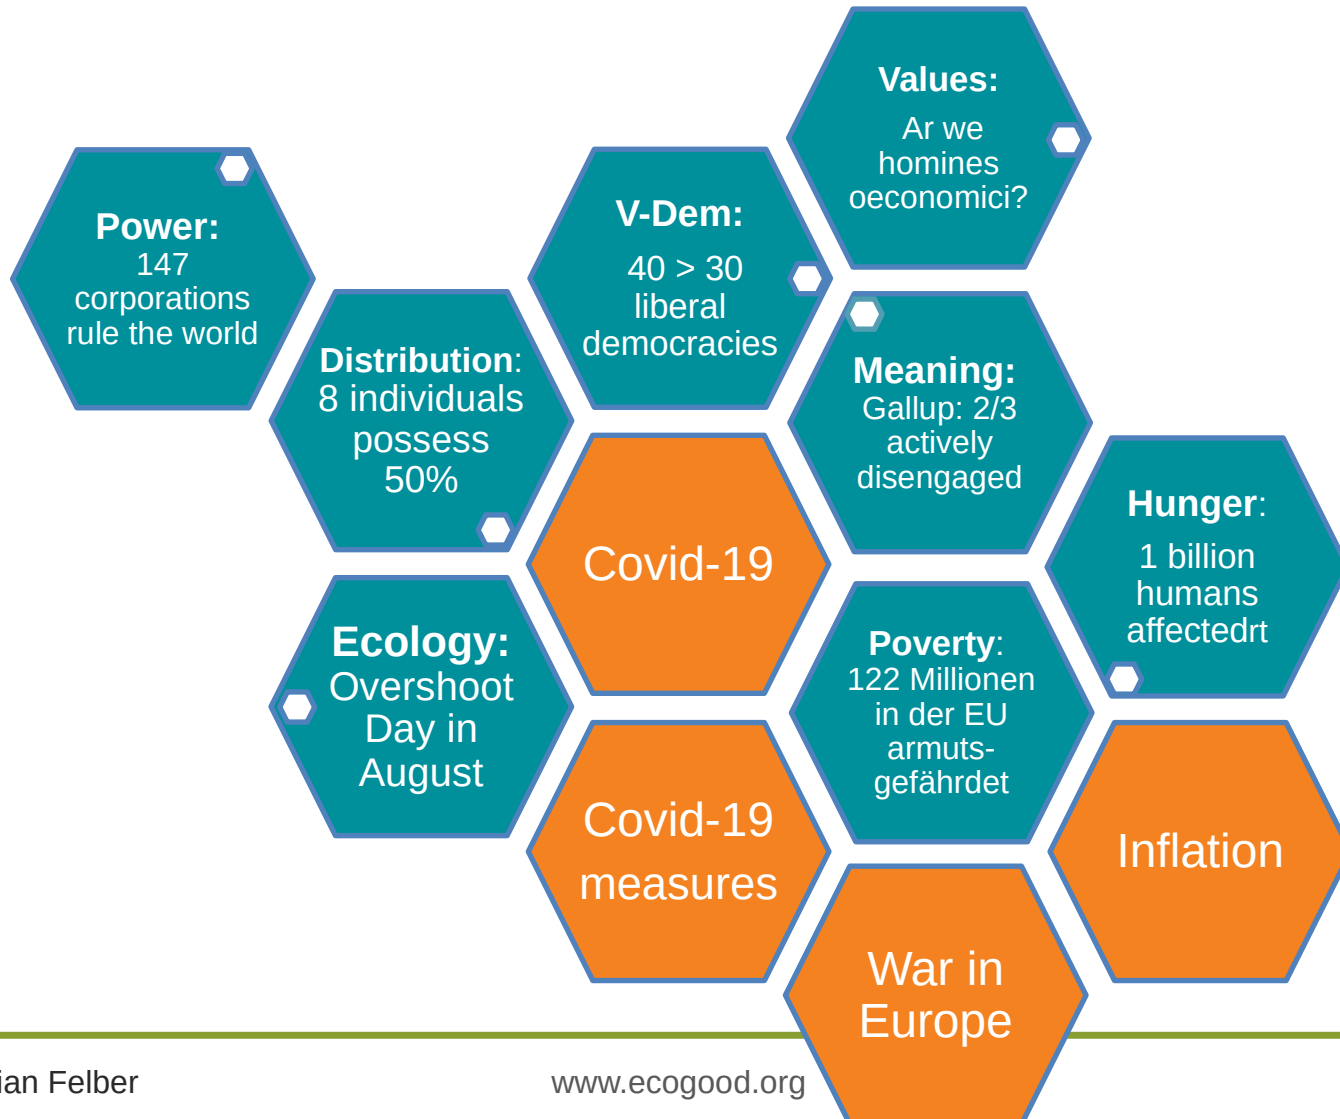 Values:
Ar we
homines
oeconomici?
Power:
147
corporations
rule the world
V-Dem:
40 > 30
liberal
democracies
Distribution:
8 individuals
possess
50%
Meaning:
Gallup: 2/3
actively
disengaged
Hunger:
1 billion
humans
affectedrt
Covid-19
Ecology:
Overshoot
Day in
August
Poverty:
122 Millionen
in der EU
armuts-
gefährdet
Covid-19
measures
Inflation
War in
Europe
ian Felber
www.ecogood.org